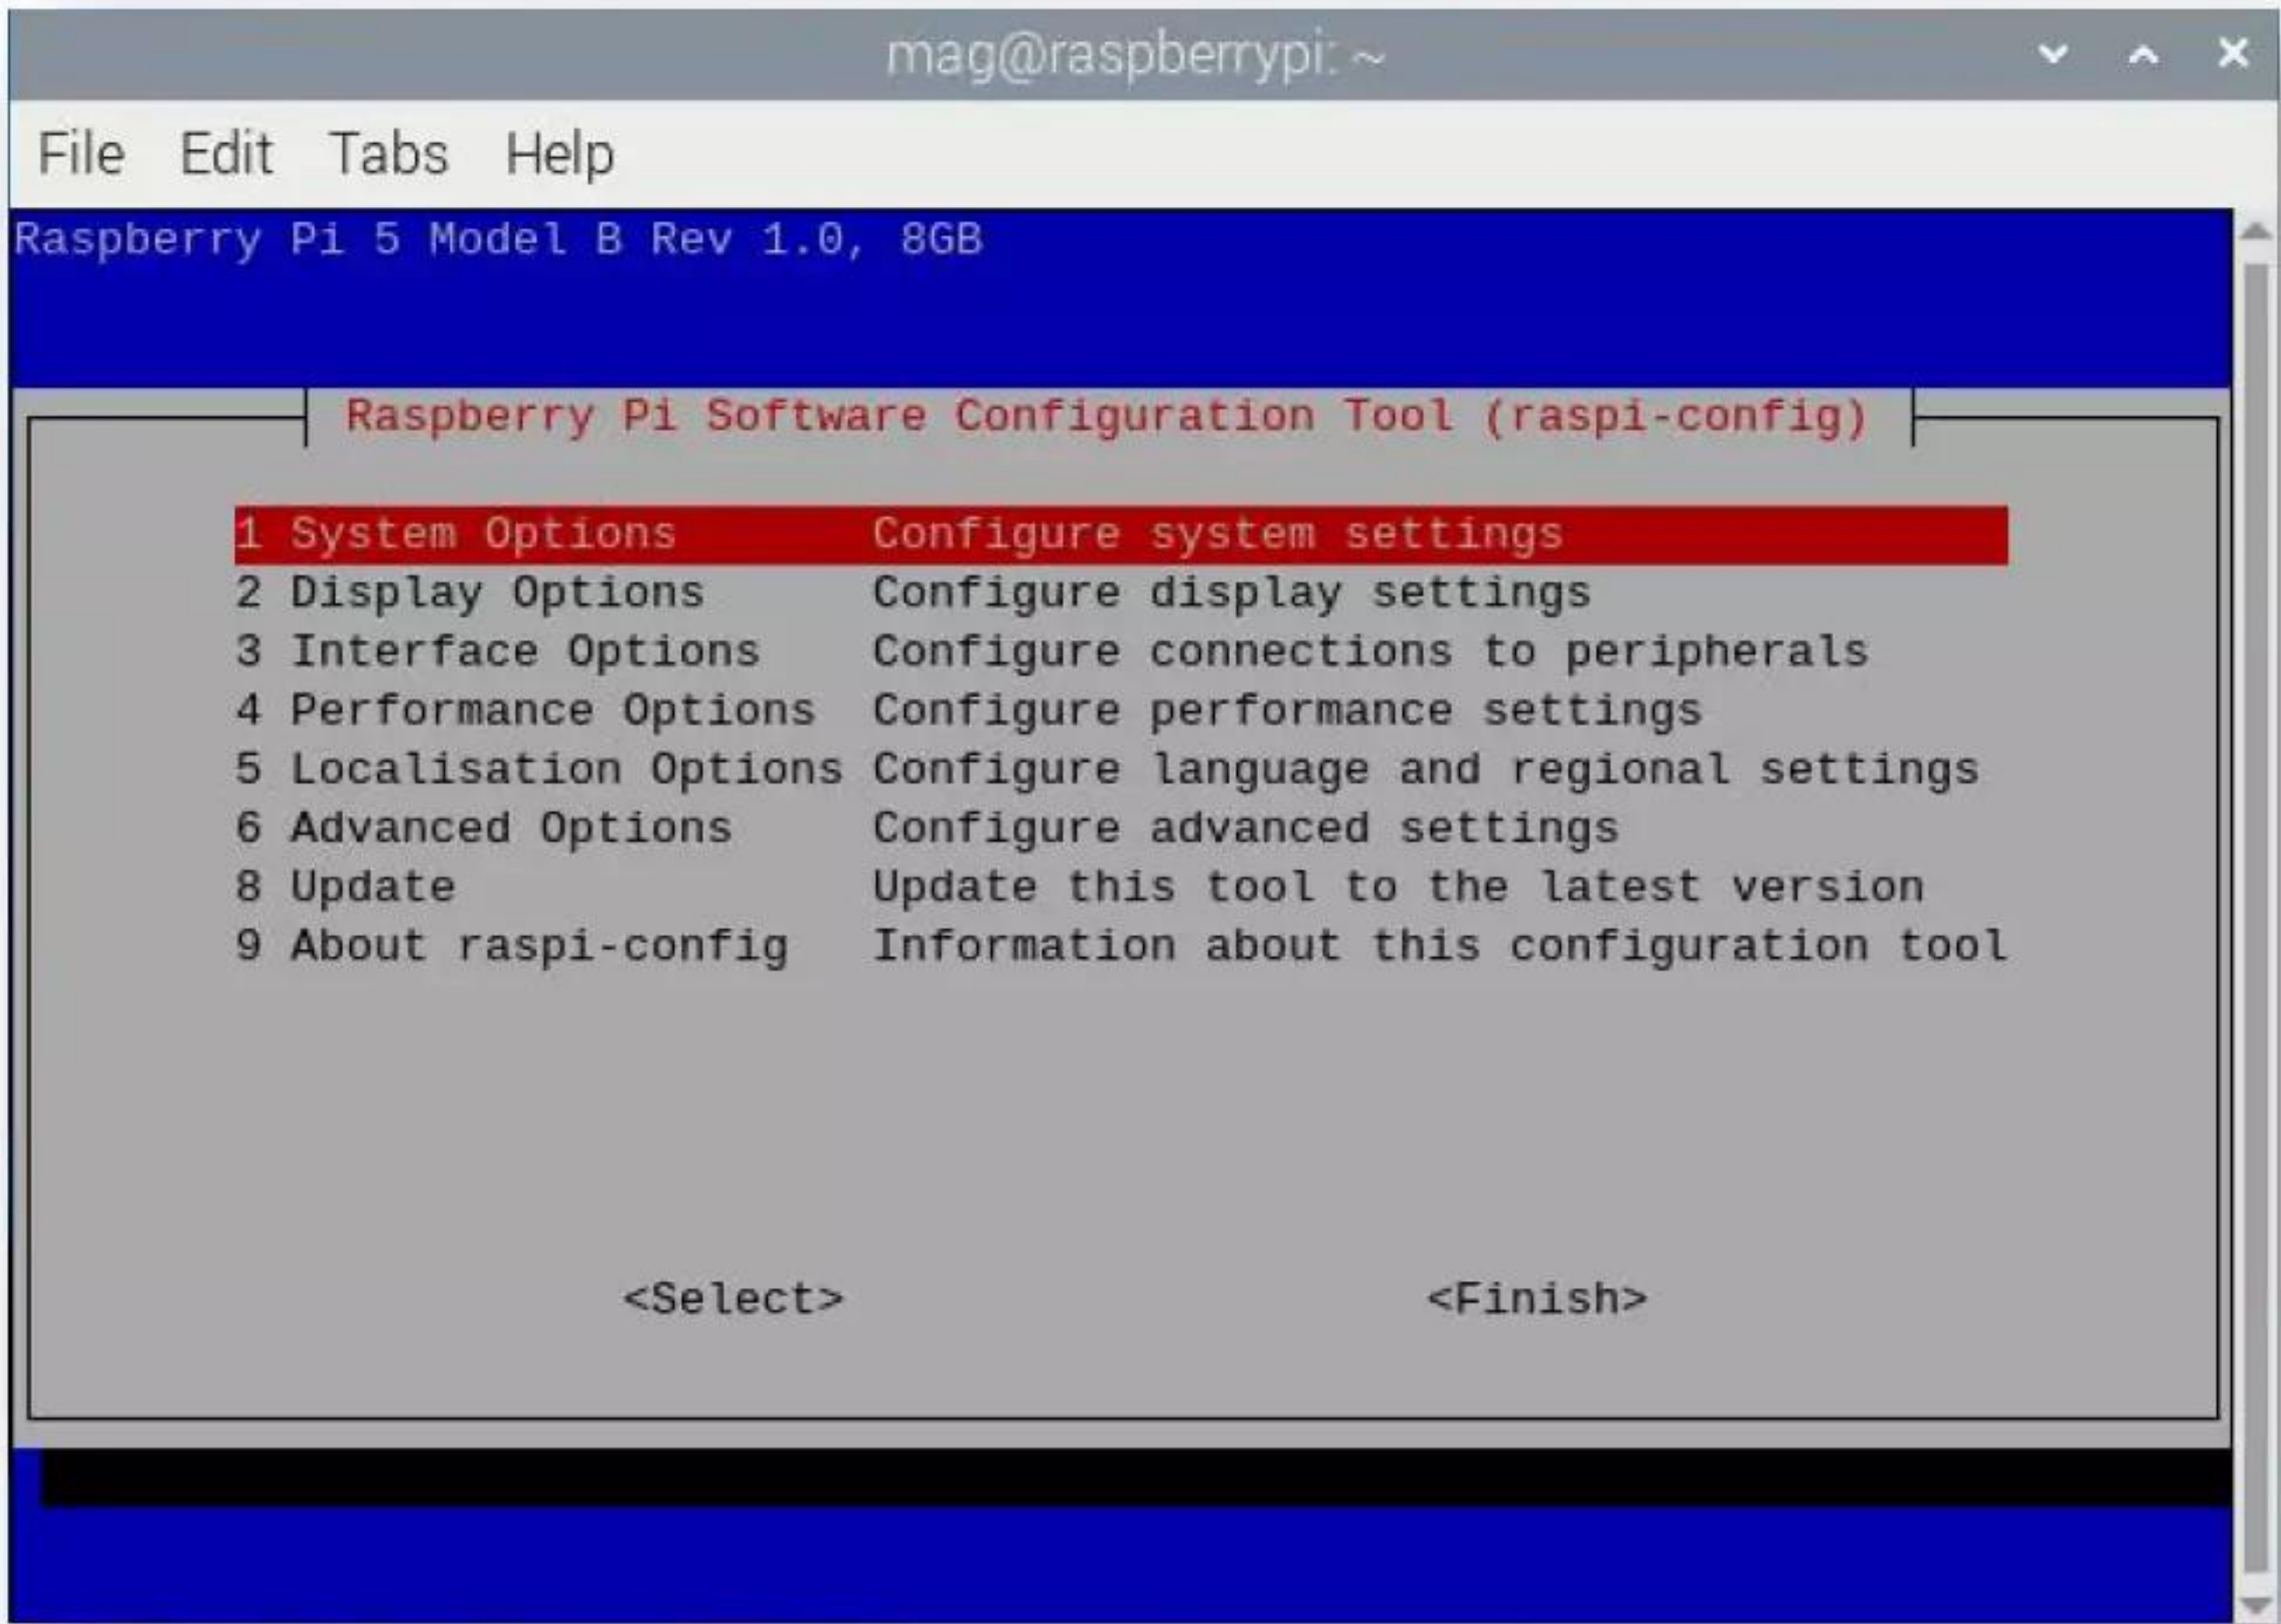 mag@raspberrypi: ~
File Edit Tabs Help
Raspberry Pi 5 Model B Rev 1.0, 8GB
Raspberry Pi Software Configuration Tool (raspi-config)
1 System Options Configure system settings
2 Display Options Configure display settings
3 Interface Options Configure connections to peripherals
4 Performance Options Configure performance settings
5 Localisation Options Configure language and regional settings
6 Advanced Options Configure advanced settings
8 Update Update this tool to the latest version
9 About raspi-config Information about this configuration tool
<Select> <Finish>